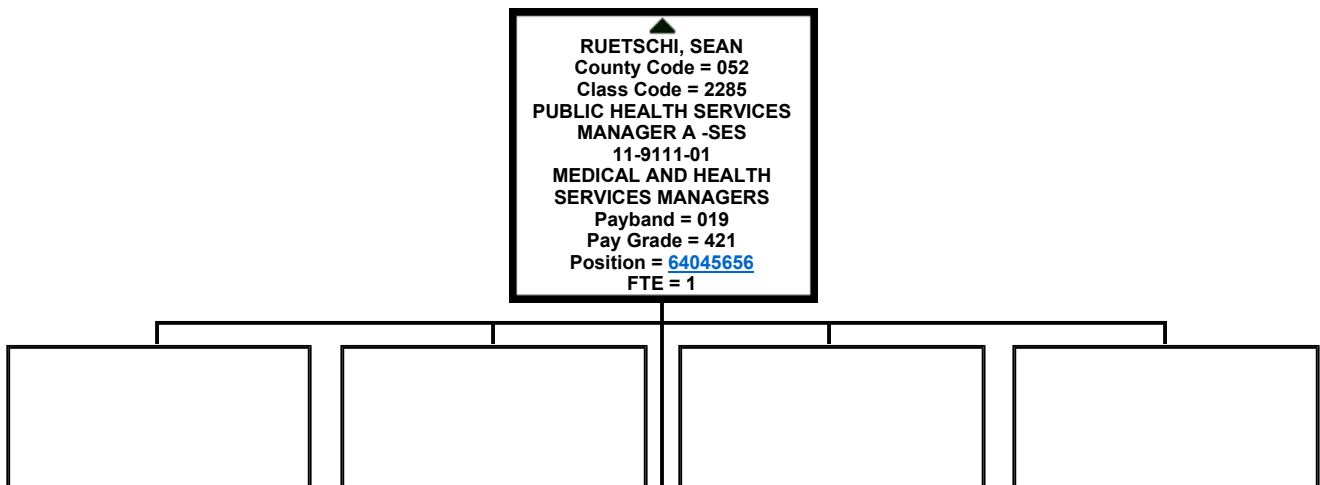 RUETSCHI, SEAN
County Code = 052
Class Code = 2285
PUBLIC HEALTH SERVICES
MANAGER A -SES
11-9111-01
MEDICAL AND HEALTH
SERVICES MANAGERS
Payband = 019
Pay Grade = 421
Position = 64045656
FTE = 1